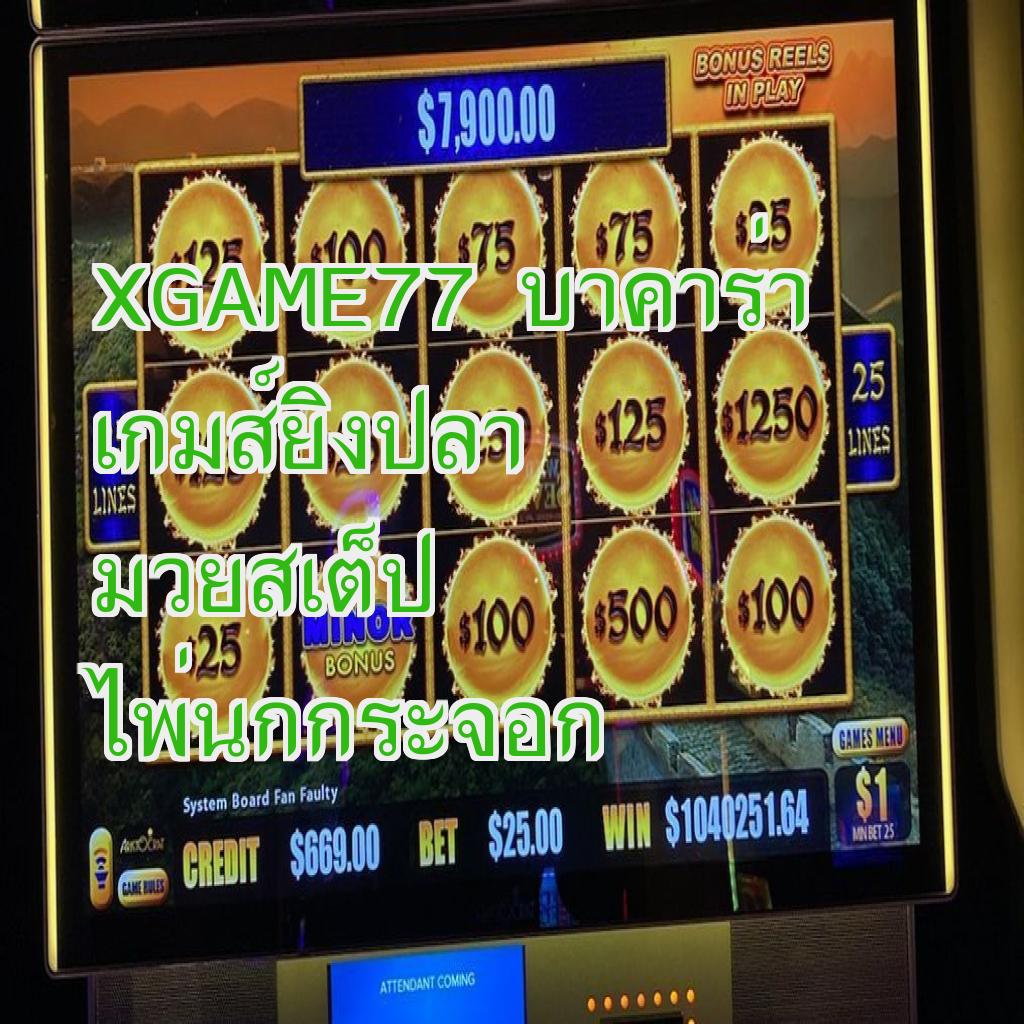 BONUS REELS
IN PLAY
$7,900.00
$125 $100 $75 $75 $25
XGAME77 บาคาร่า
เกมส์ยิงปลา
$125 $1250
25
LINES
LINES
มวยสเต็ป
$25 MINOR
BONUS
$100 $500 $100
ไพ่นกกระจอก
GAMES MENU
System Board Fan Faulty
$1
MIN BET 25
ARISTOCRAT
GAME RULES
CREDIT $669.00 BET $25.00 WIN $1040251.64
ATTENDANT COMING